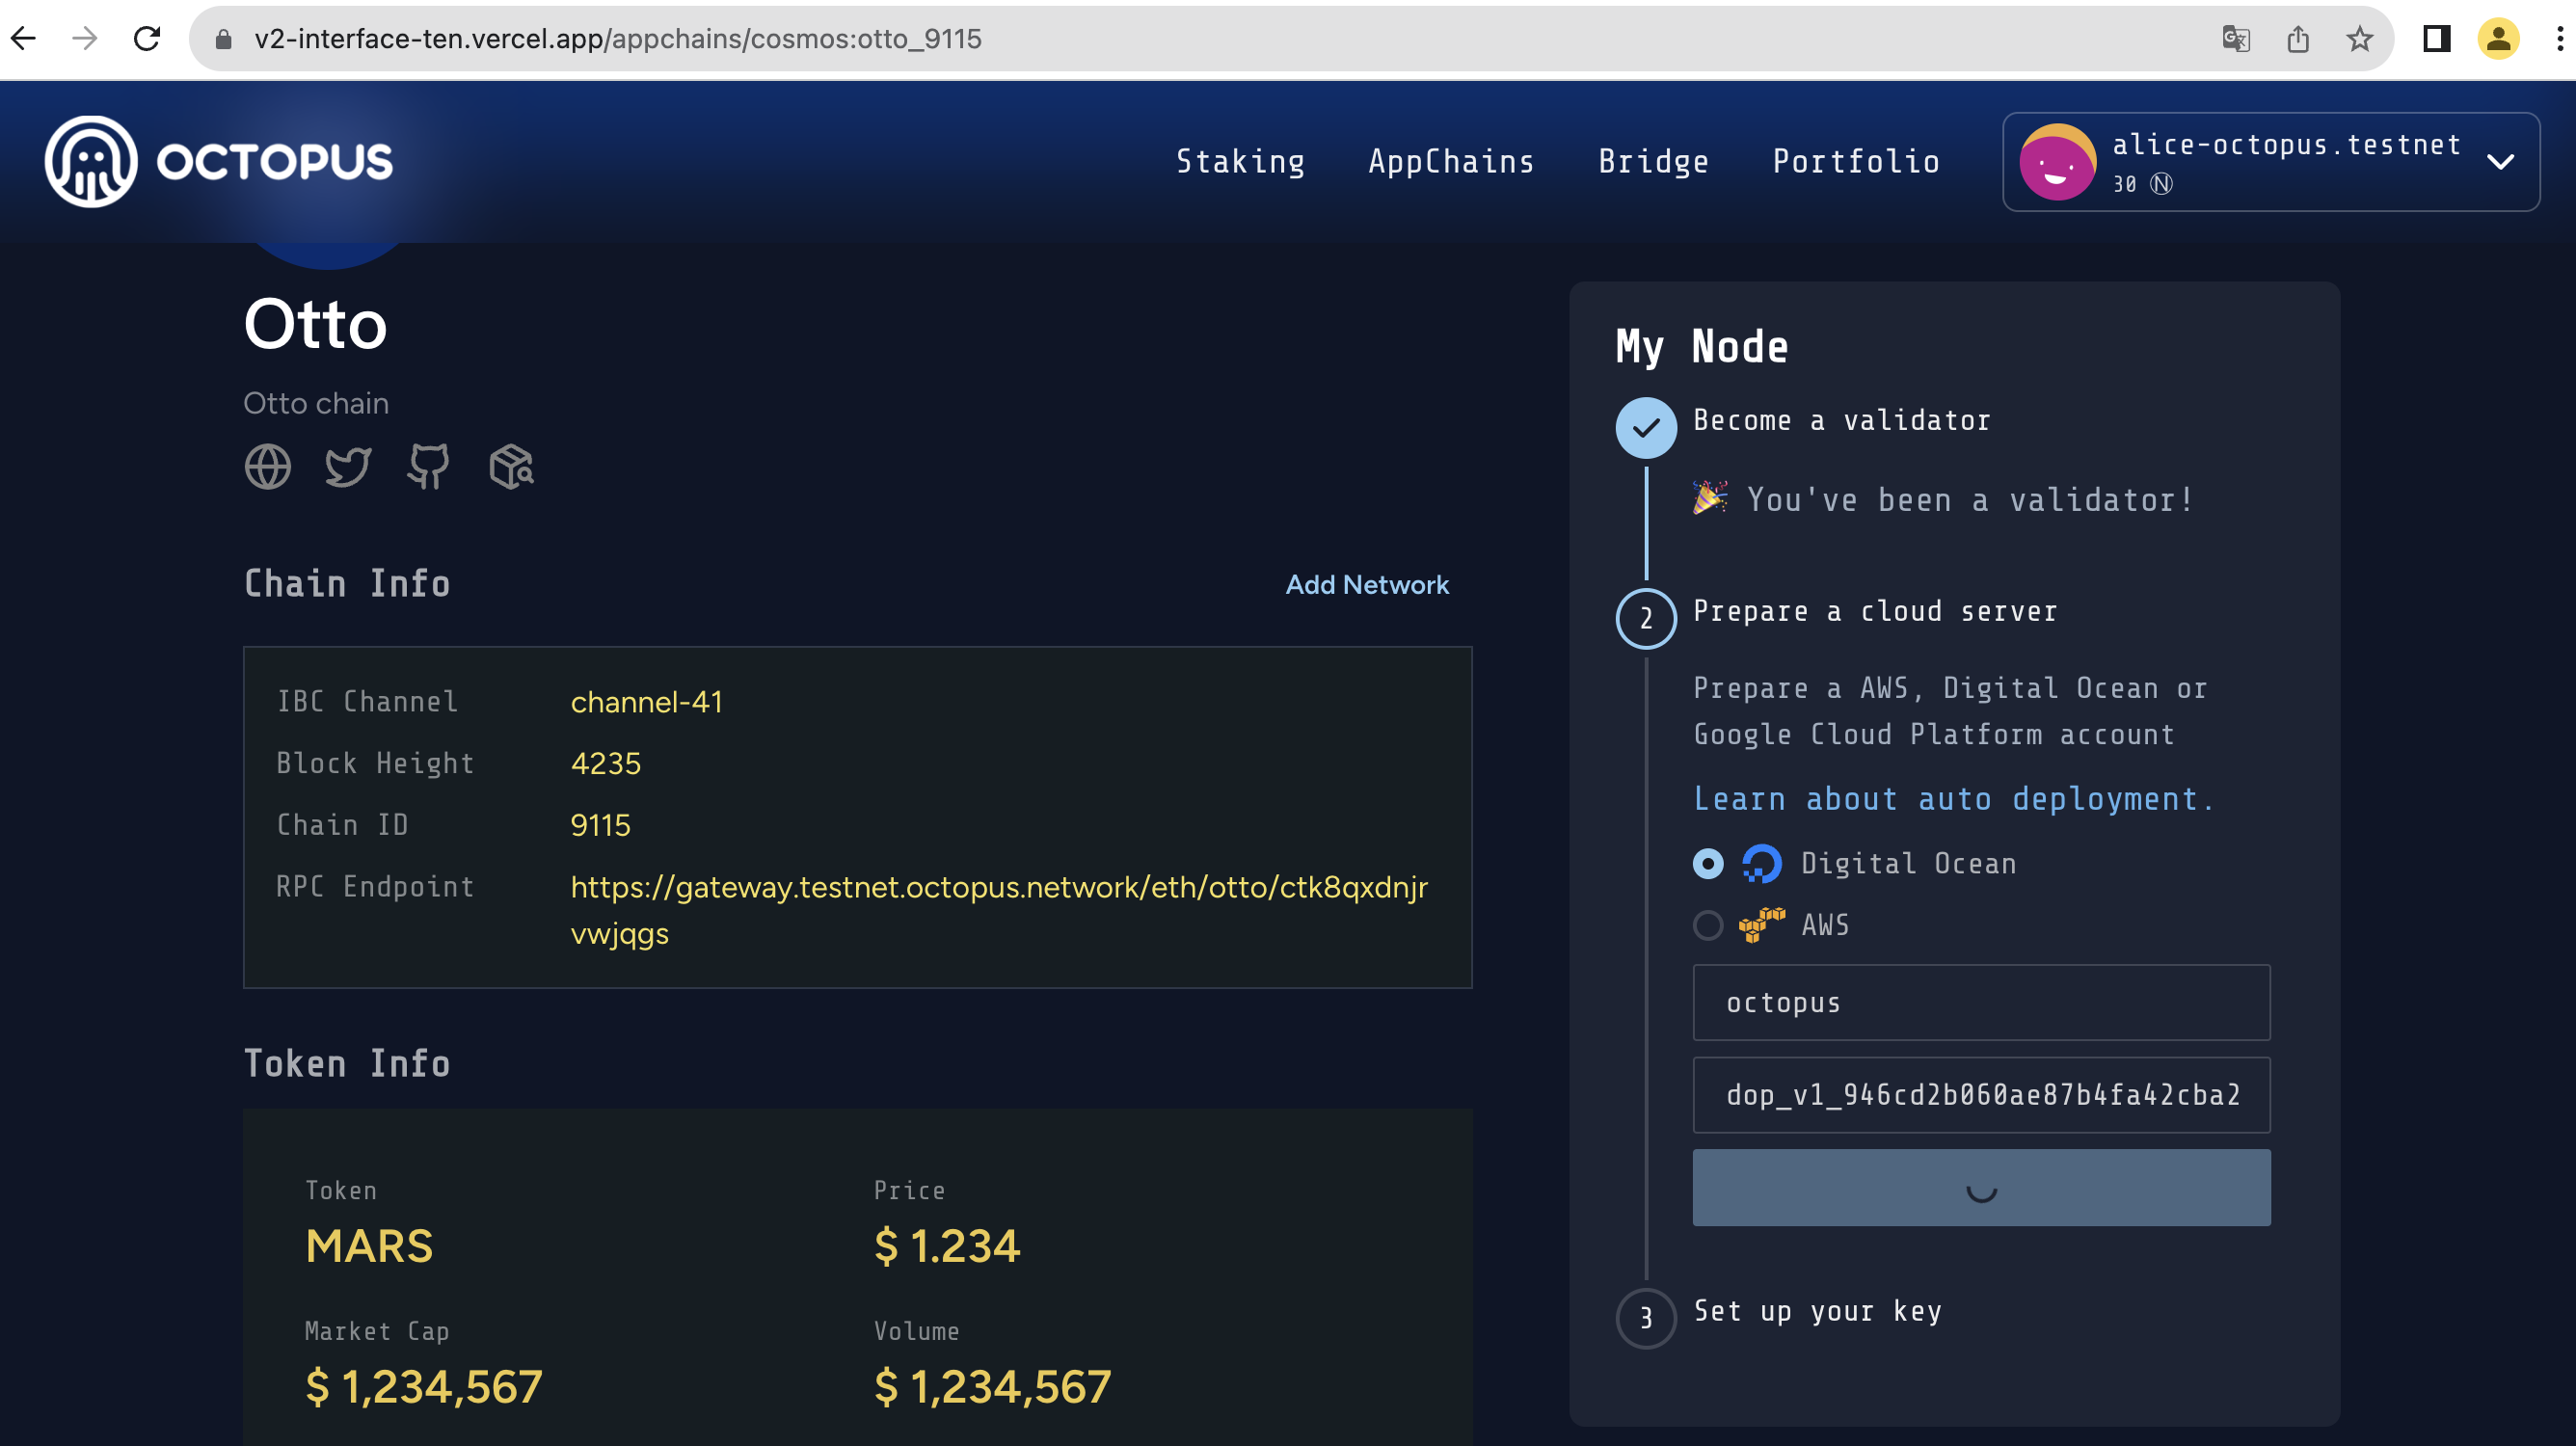 v2-interface-ten.vercel.app/appchains/cosmos:otto_9115
OCTOPUS
Staking
AppChains
Bridge
Portfolio
alice-octopus.testnet
30 Ⓝ
Otto
Otto chain
Chain Info
Add Network
IBC Channel channel-41
Block Height 4235
Chain ID 9115
RPC Endpoint https://gateway.testnet.octopus.network/eth/otto/ctk8qxdnjr
vwjqgs
Token Info
Token
MARS
Price
$ 1.234
Market Cap
$ 1,234,567
Volume
$ 1,234,567
My Node
Become a validator
🎉 You've been a validator!
2 Prepare a cloud server
Prepare a AWS, Digital Ocean or
Google Cloud Platform account
Learn about auto deployment.
Digital Ocean
AWS
octopus
dop_v1_946cd2b060ae87b4fa42cba2
3 Set up your key